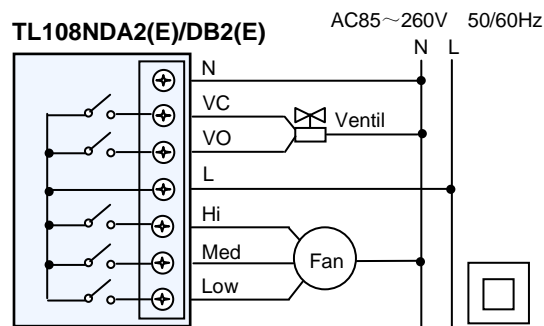 AC85～260V 50/60Hz
TL108NDA2(E)/DB2(E)
N L
N
VC
Ventil
VO
L
Hi
Med
Fan
Low